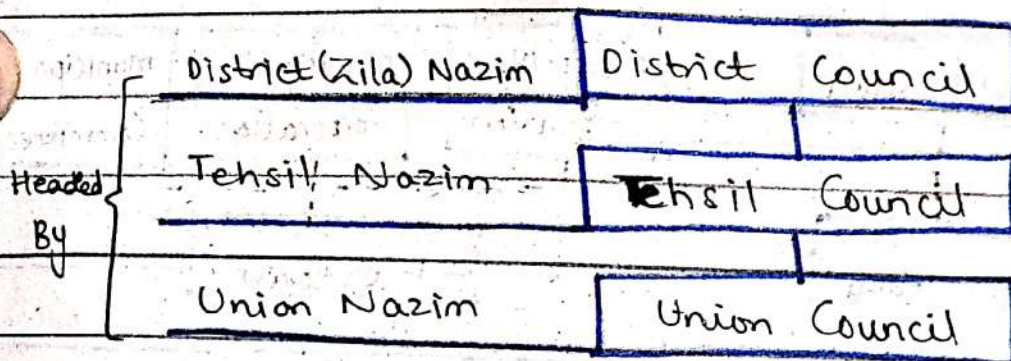 District (Zila) Nazim District Council
Headed Tehsil Nazim Tehsil Council
By
Union Nazim Union Council